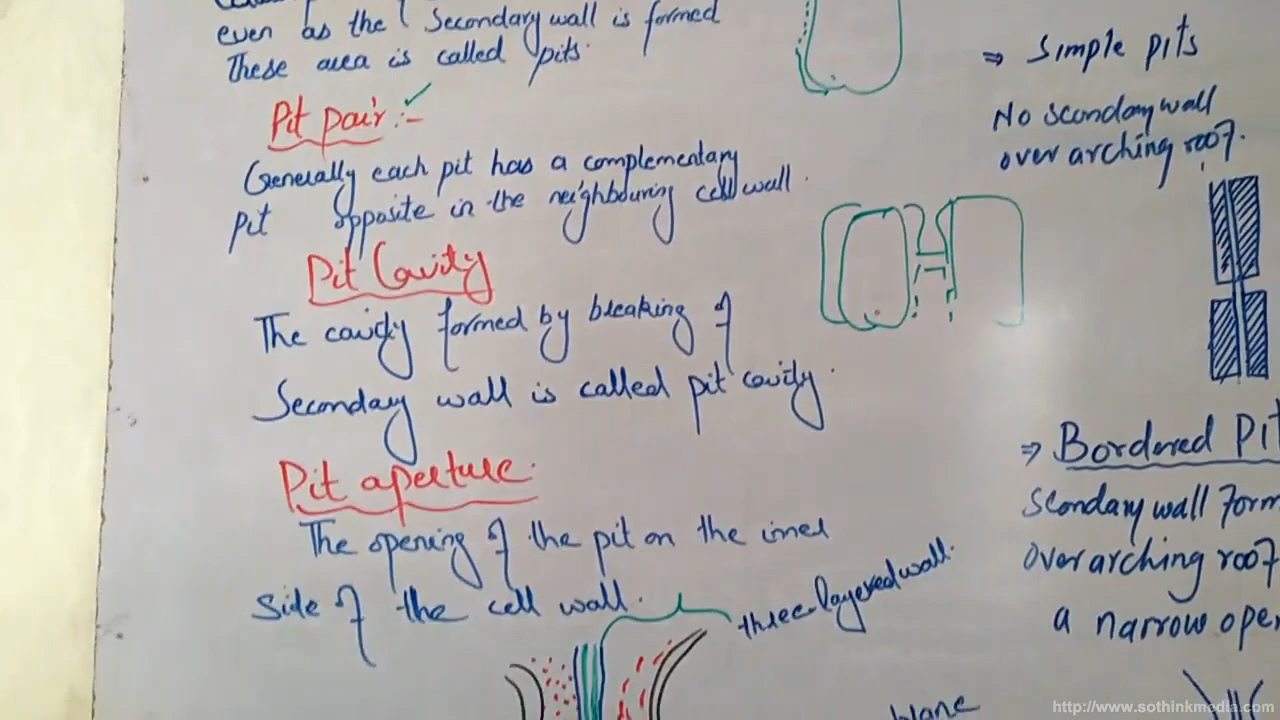 even as the Secondary wall is formed
These area is called pits.
Pit pair :-
Generally each pit has a complementary
pit opposite in the neighbouring cell wall.
Pit Cavity
The cavity formed by breaking of
Secondary wall is called pit cavity.
Pit aperture.
The opening of the pit on the inner
Side of the cell wall.
three-layered wall.
⇒ Simple pits
No scondary wall
over arching roof.
⇒ Bordered Pit
Scondary wall form
over arching roof
a narrow ope
http://www.sothinkmedia.com